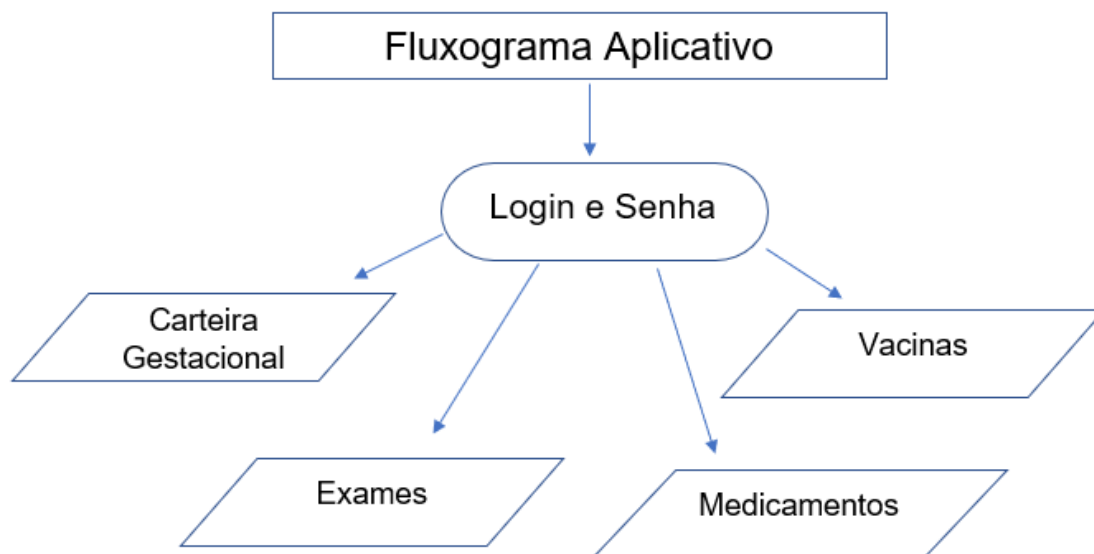 Fluxograma Aplicativo
Login e Senha
Carteira
Gestacional
Vacinas
Exames
Medicamentos